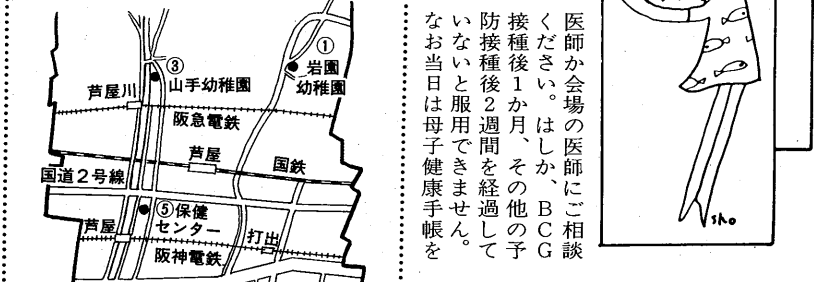 医師か会場の医師にご相談
ください。はしか、BCG
接種後1か月、その他の予
防接種後2週間を経過して
いないと服用できません。
なお当日は母子健康手帳を
sho
①
岩園
幼稚園
③
山手幼稚園
芦屋川
阪急電鉄
芦屋
国鉄
国道2号線
⑤保健
センター
芦屋
打出
阪神電鉄